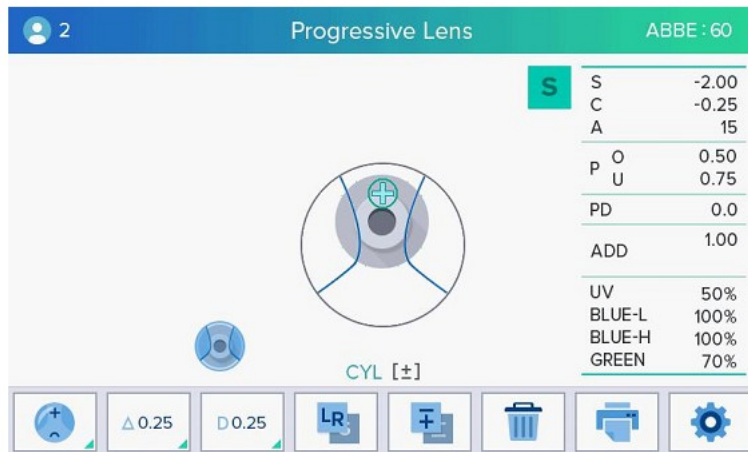 2 Progressive Lens ABBE : 60
S
S -2.00
C -0.25
A 15
P O 0.50
U 0.75
PD 0.0
ADD 1.00
UV 50%
BLUE-L 100%
BLUE-H 100%
GREEN 70%
CYL [±]
Δ 0.25
D 0.25
LR